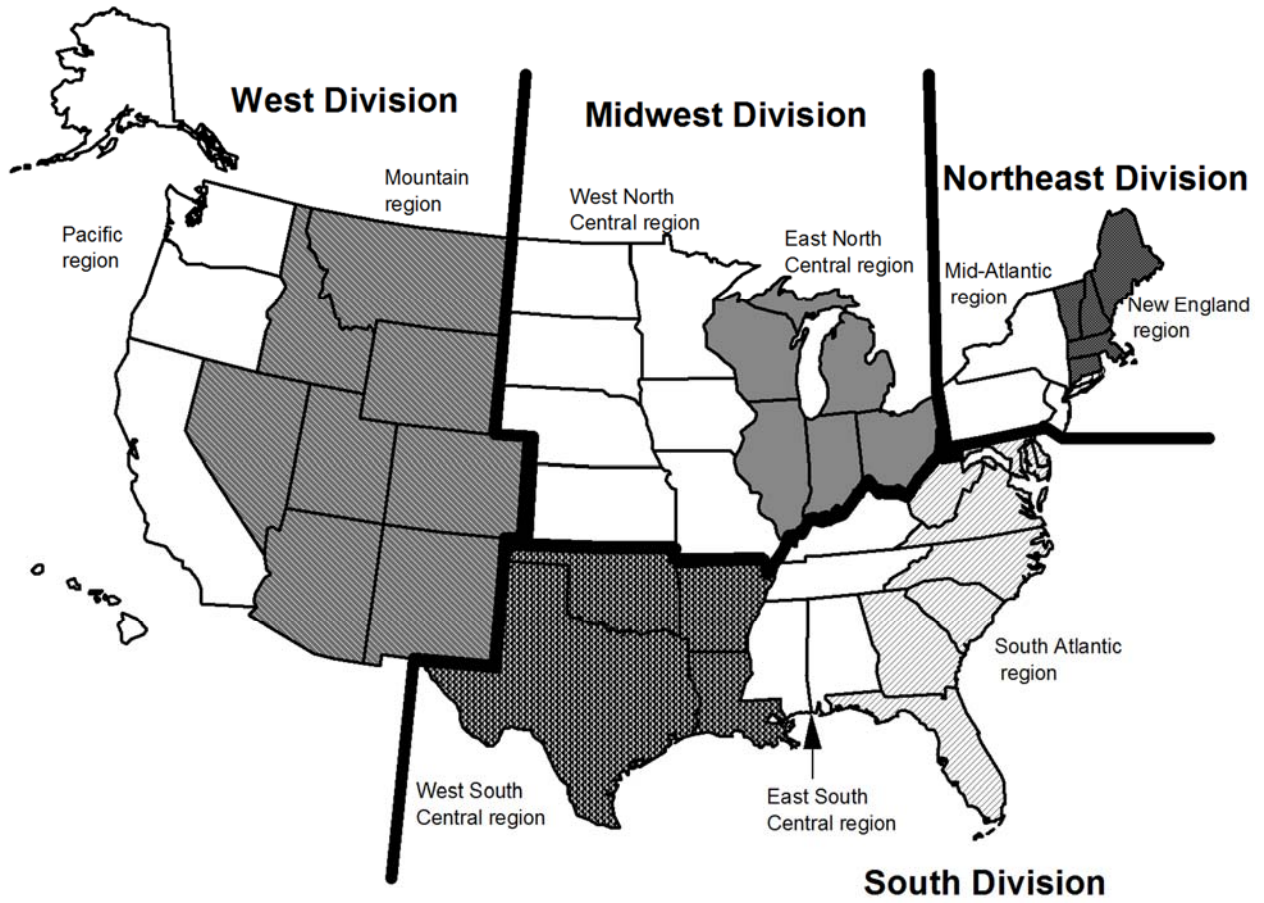 West Division
Midwest Division
Northeast Division
Mountain
region
West North
Central region
Pacific
region
East North
Central region
Mid-Atlantic
region
New England
region
South Atlantic
region
West South
Central region
East South
Central region
South Division